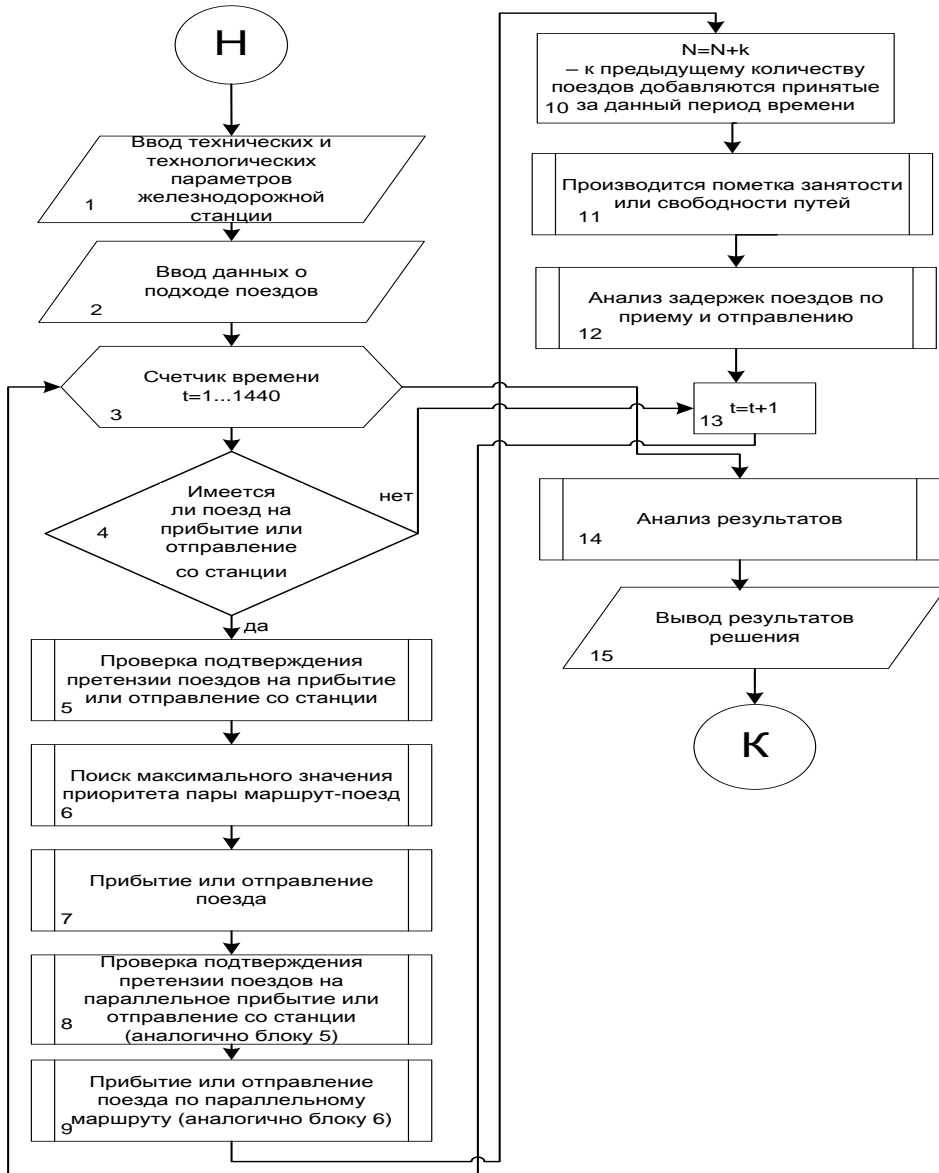 Н
Ввод технических и
технологических
параметров
железнодорожной
станции
1
Ввод данных о
подходе поездов
2
Счетчик времени
t=1...1440
3
Имеется
ли поезд на
прибытие или
отправление
со станции
4
нет
да
Проверка подтверждения
претензии поездов на прибытие
или отправление со станции
5
Поиск максимального значения
приоритета пары маршрут-поезд
6
Прибытие или отправление
поезда
7
Проверка подтверждения
претензии поездов на
параллельное прибытие или
отправление со станции
(аналогично блоку 5)
8
Прибытие или отправление
поезда по параллельному
маршруту (аналогично блоку 6)
9
N=N+k
– к предыдущему количеству
поездов добавляются принятые
за данный период времени
10
Производится пометка занятости
или свободности путей
11
Анализ задержек поездов по
приему и отправлению
12
t=t+1
13
Анализ результатов
14
Вывод результатов
решения
15
К